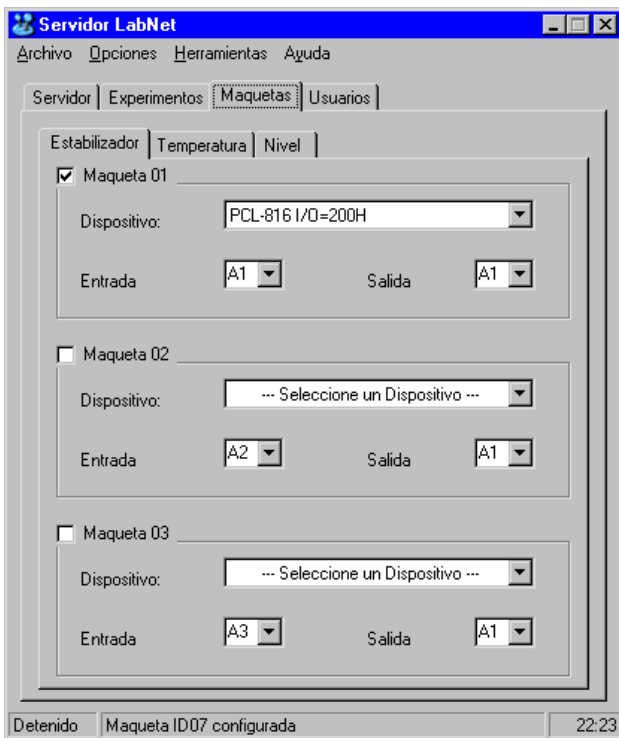 Servidor LabNet
Archivo Opciones Herramientas Ayuda
Servidor Experimentos Maquetas Usuarios
Estabilizador Temperatura Nivel
Maqueta 01
Dispositivo: PCL-816 I/O=200H
Entrada A1 Salida A1
Maqueta 02
Dispositivo: --- Seleccione un Dispositivo ---
Entrada A2 Salida A1
Maqueta 03
Dispositivo: --- Seleccione un Dispositivo ---
Entrada A3 Salida A1
Detenido Maqueta ID07 configurada 22:23